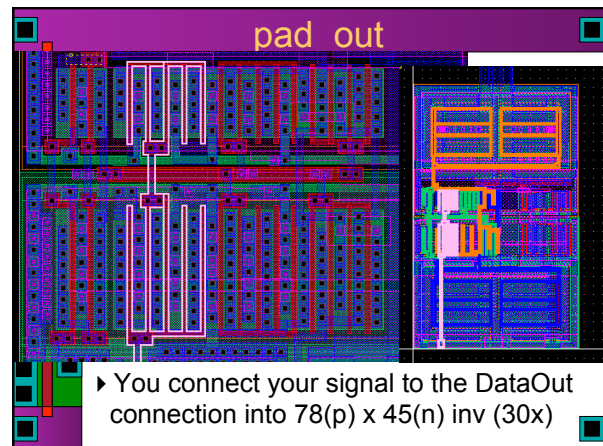 pad out
You connect your signal to the DataOut
connection into 78(p) x 45(n) inv (30x)